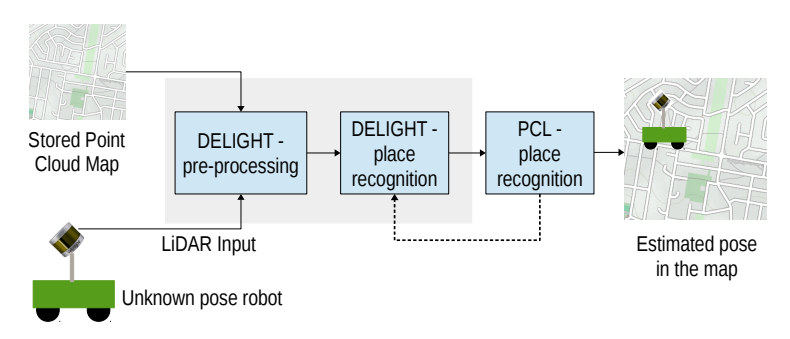 Stored Point
Cloud Map
DELIGHT -
pre-processing
DELIGHT -
place
recognition
PCL -
place
recognition
LiDAR Input
Unknown pose robot
Estimated pose
in the map